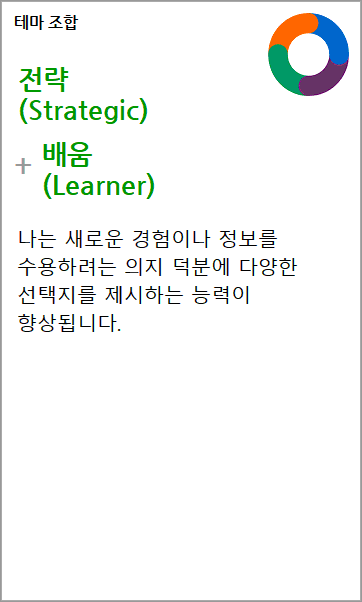 테마 조합
전략
(Strategic)
+ 배움
(Learner)
나는 새로운 경험이나 정보를
수용하려는 의지 덕분에 다양한
선택지를 제시하는 능력이
향상됩니다.